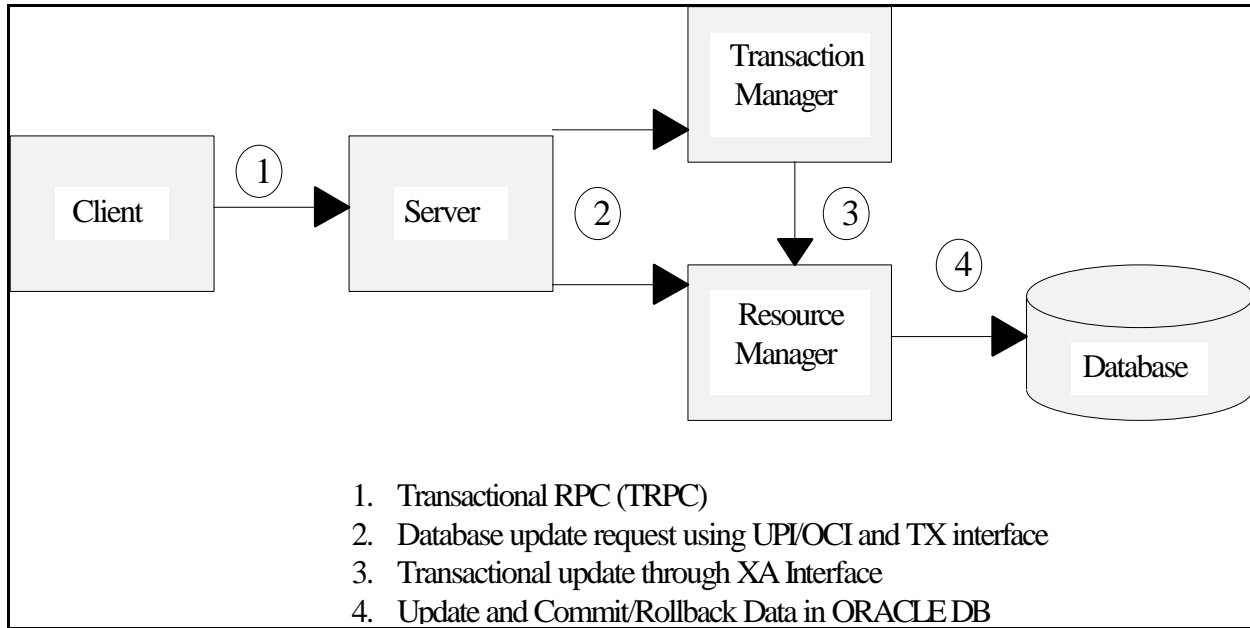 Transaction
Manager
1
Client
Server
2
3
4
Resource
Manager
Database
1. Transactional RPC (TRPC)
2. Database update request using UPI/OCI and TX interface
3. Transactional update through XA Interface
4. Update and Commit/Rollback Data in ORACLE DB